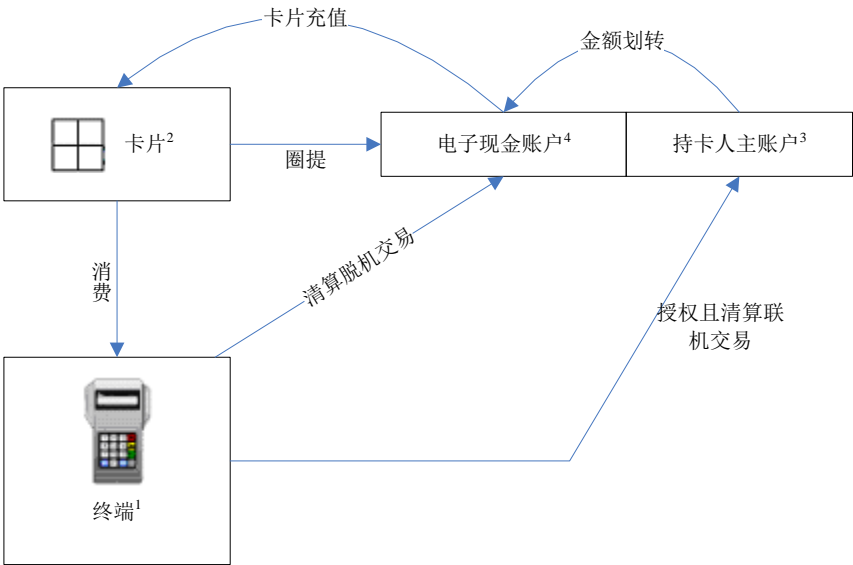 卡片充值
金额划转
卡片²
电子现金账户⁴
持卡人主账户³
圈提
消
费
清算脱机交易
授权且清算联
机交易
终端¹